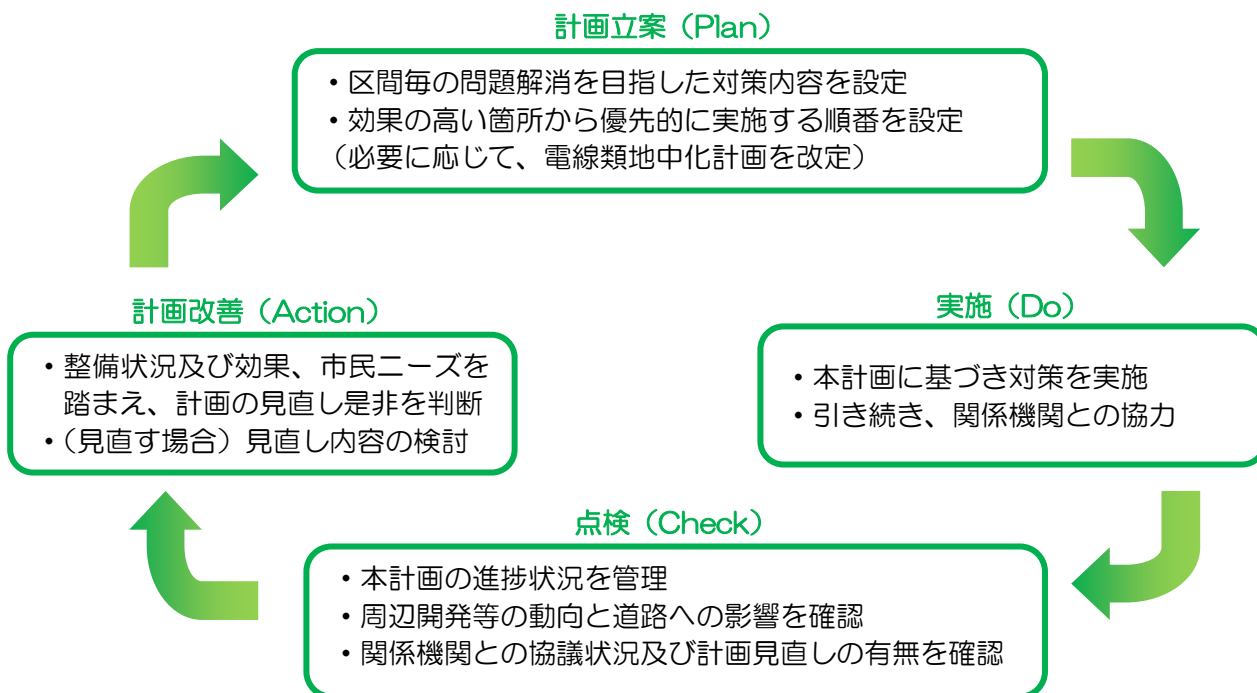 計画立案（Plan）
・区間毎の問題解消を目指した対策内容を設定
・効果の高い箇所から優先的に実施する順番を設定
（必要に応じて、電線類地中化計画を改定）
実施（Do）
・本計画に基づき対策を実施
・引き続き、関係機関との協力
点検（Check）
・本計画の進捗状況を管理
・周辺開発等の動向と道路への影響を確認
・関係機関との協議状況及び計画見直しの有無を確認
計画改善（Action）
・整備状況及び効果、市民ニーズを
踏まえ、計画の見直し是非を判断
・（見直す場合）見直し内容の検討